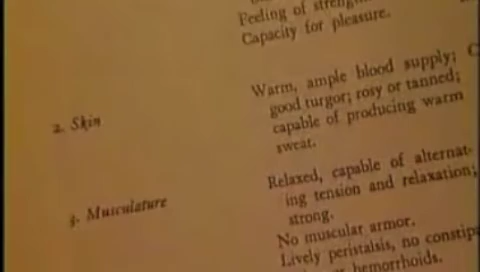 Feeling of strength
Capacity for pleasure.
2. Skin
Warm, ample blood supply; C
good turgor; rosy or tanned;
capable of producing warm
sweat.
3. Musculature
Relaxed, capable of alternat-
ing tension and relaxation;
strong.
No muscular armor.
Lively peristalsis, no constipa
hemorrhoids.